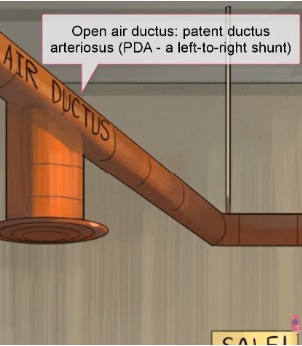 Open air ductus: patent ductus
arteriosus (PDA - a left-to-right shunt)
AIR DUCTUS
SALE!